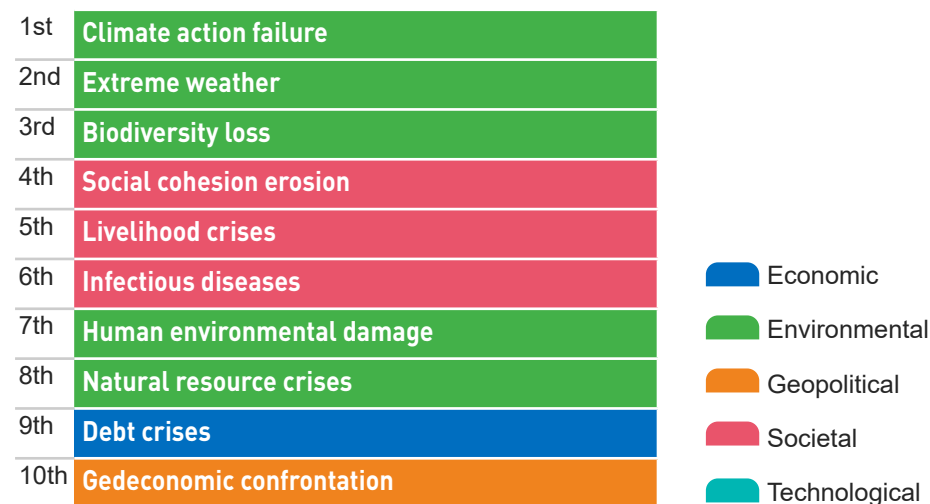 1st Climate action failure
2nd Extreme weather
3rd Biodiversity loss
4th Social cohesion erosion
5th Livelihood crises
6th Infectious diseases
7th Human environmental damage
8th Natural resource crises
9th Debt crises
10th Gedeconomic confrontation
Economic
Environmental
Geopolitical
Societal
Technological